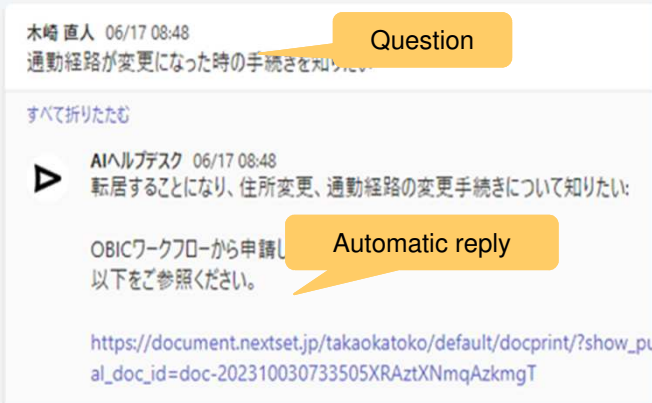 木崎 直人 06/17 08:48
Question
通勤経路が変更になった時の手続きを知りたい
すべて折りたたむ
AIヘルプデスク 06/17 08:48
転居することになり、住所変更、通勤経路の変更手続きについて知りたい:
Automatic reply
OBICワークフローから申請し
以下をご参照ください。
https://document.nextset.jp/takaokatoko/default/docprint/?show_pu
al_doc_id=doc-202310030733505XRAztXNmqAzkmgT